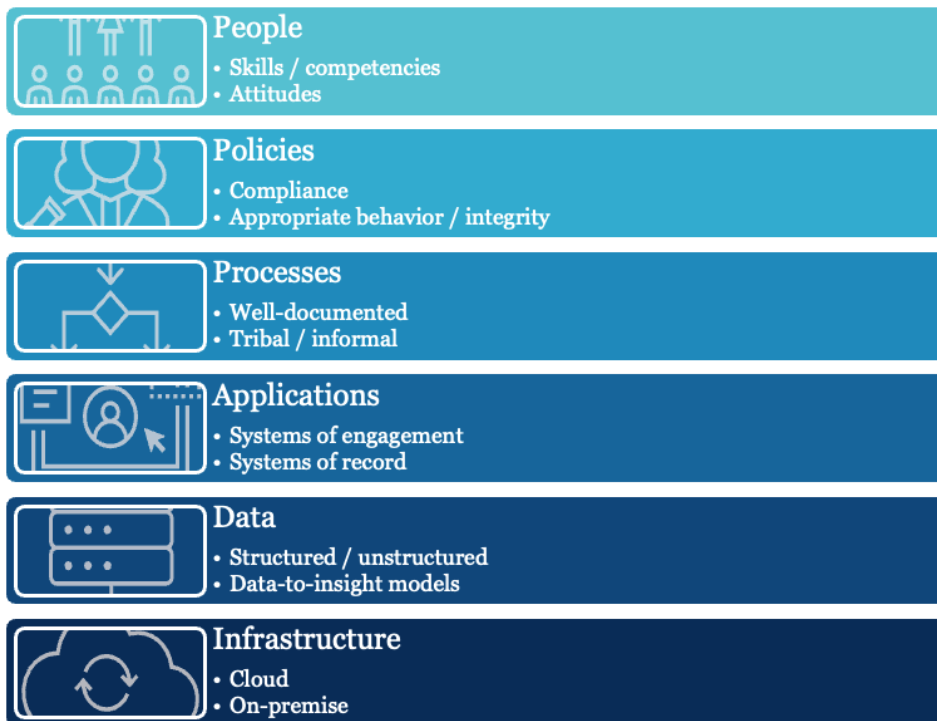 People
• Skills / competencies
• Attitudes
Policies
• Compliance
• Appropriate behavior / integrity
Processes
• Well-documented
• Tribal / informal
Applications
• Systems of engagement
• Systems of record
Data
• Structured / unstructured
• Data-to-insight models
Infrastructure
• Cloud
• On-premise